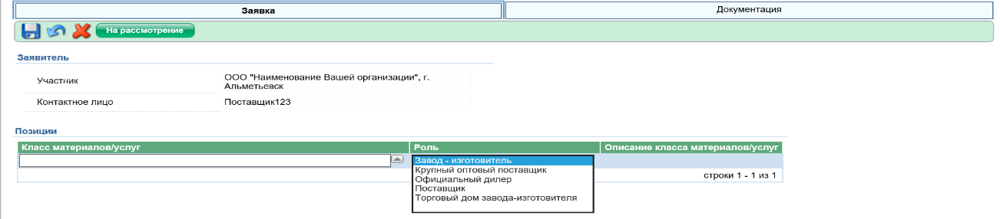 Заявка
Документация
На рассмотрение
Заявитель
Участник
ООО "Наименование Вашей организации", г.
Альметьевск
Контактное лицо
Поставщик123
Позиции
Класс материалов/услуг
Роль
Описание класса материалов/услуг
Завод - изготовитель
Крупный оптовый поставщик
Официальный дилер
Поставщик
Торговый дом завода-изготовителя
строки 1 - 1 из 1